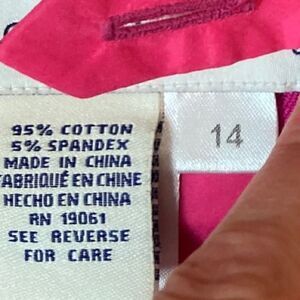 95% COTTON
5% SPANDEX
MADE IN CHINA
FABRIQUÉ EN CHINE
HECHO EN CHINA
RN 19061
SEE REVERSE
FOR CARE
14